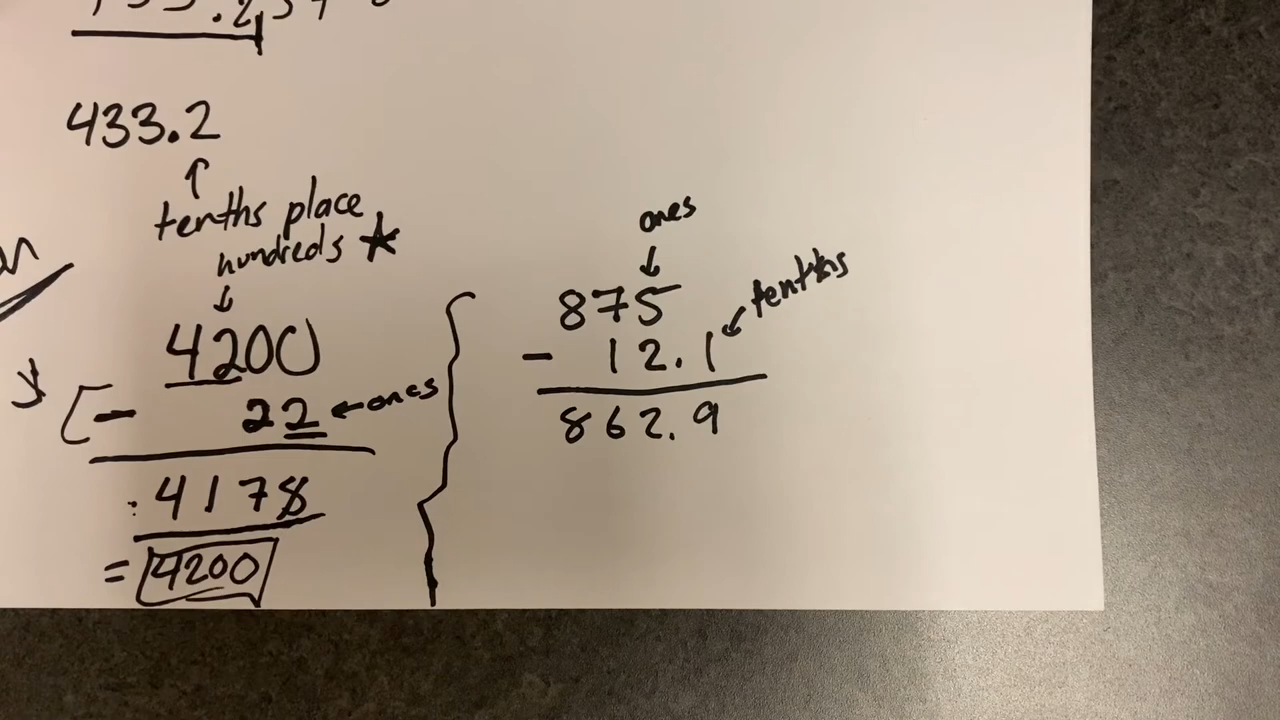 433.2
↑
tenths place
hundreds ★
↓
4200
- 22 ← ones
4178
= 4200
ones
↓
875
- 12.1 ← tenths
862.9